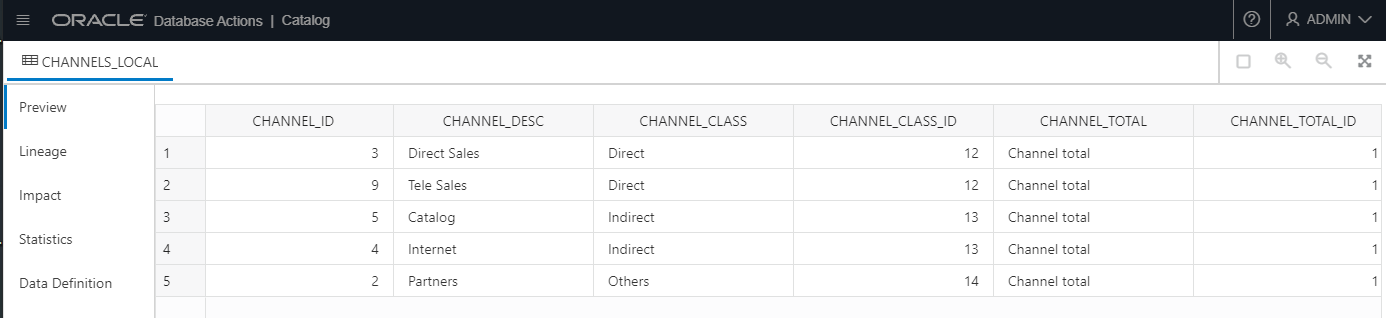 ORACLE Database Actions | Catalog ADMIN
CHANNELS_LOCAL
Preview
Lineage
Impact
Statistics
Data Definition
CHANNEL_ID CHANNEL_DESC CHANNEL_CLASS CHANNEL_CLASS_ID CHANNEL_TOTAL CHANNEL_TOTAL_ID
1 3 Direct Sales Direct 12 Channel total 1
2 9 Tele Sales Direct 12 Channel total 1
3 5 Catalog Indirect 13 Channel total 1
4 4 Internet Indirect 13 Channel total 1
5 2 Partners Others 14 Channel total 1